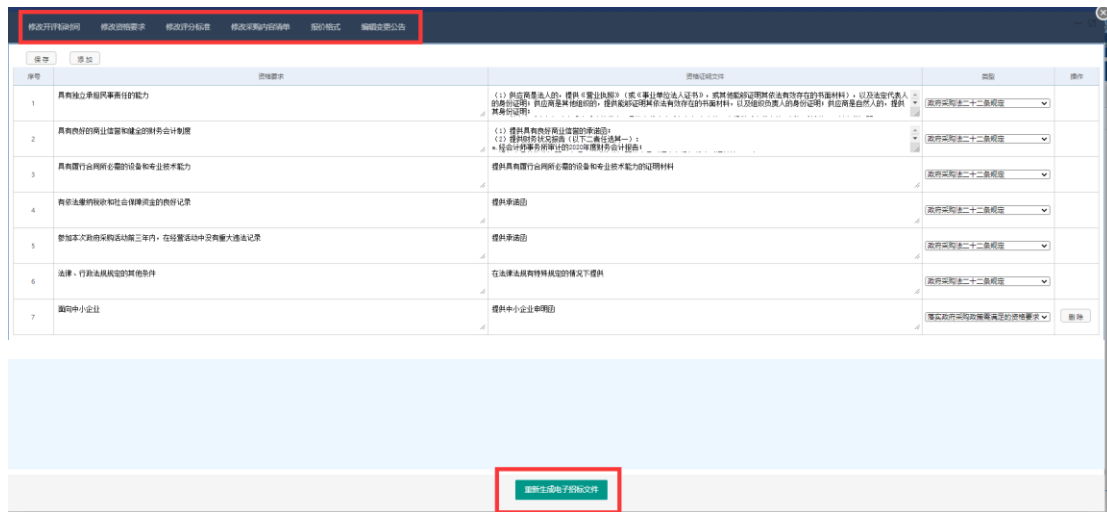 修改开评标时间 修改资格要求 修改评分标准 修改采购内容清单 报价格式 编辑变更公告
保存 添加
序号 资格要求 资格证明文件 类型 操作
1 具有独立承担民事责任的能力 (1)供应商是法人的,提供《营业执照》(或《事业单位法人证书》,或其他能够证明其依法有效存在的书面材料),以及法定代表人
的身份证明;供应商是其他组织的,提供能够证明其依法有效存在的书面材料,以及组织负责人的身份证明;供应商是自然人的,提供
其身份证明; 政府采购法二十二条规定
2 具有良好的商业信誉和健全的财务会计制度 (1)提供具有良好商业信誉的承诺函;
(2)提供财务状况报告(以下二者任选其一):
a.经会计师事务所审计的2020年度财务会计报告; 政府采购法二十二条规定
3 具有履行合同所必需的设备和专业技术能力 提供具有履行合同所必需的设备和专业技术能力的证明材料 政府采购法二十二条规定
4 有依法缴纳税收和社会保障资金的良好记录 提供承诺函 政府采购法二十二条规定
5 参加本次政府采购活动前三年内,在经营活动中没有重大违法记录 提供承诺函 政府采购法二十二条规定
6 法律、行政法规规定的其他条件 在法律法规有特殊规定的情况下提供 政府采购法二十二条规定
7 面向中小企业 提供中小企业申明函 落实政府采购政策需满足的资格要求 删除
重新生成电子招标文件